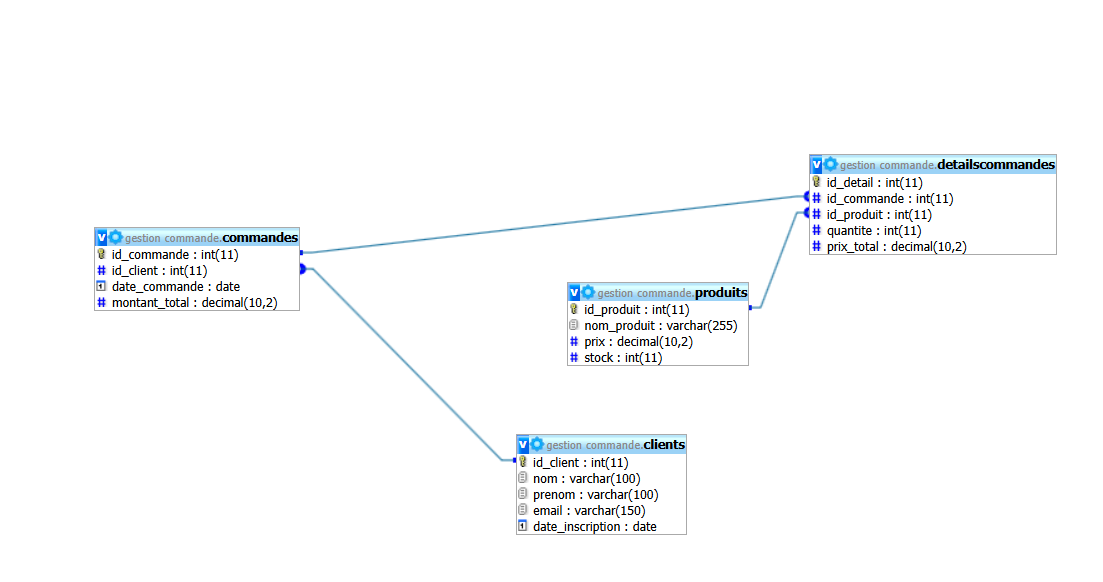 gestion commande.detailscommandes
id_detail : int(11)
id_commande : int(11)
id_produit : int(11)
quantite : int(11)
prix_total : decimal(10,2)
gestion commande.commandes
id_commande : int(11)
id_client : int(11)
date_commande : date
montant_total : decimal(10,2)
gestion commande.produits
id_produit : int(11)
nom_produit : varchar(255)
prix : decimal(10,2)
stock : int(11)
gestion commande.clients
id_client : int(11)
nom : varchar(100)
prenom : varchar(100)
email : varchar(150)
date_inscription : date